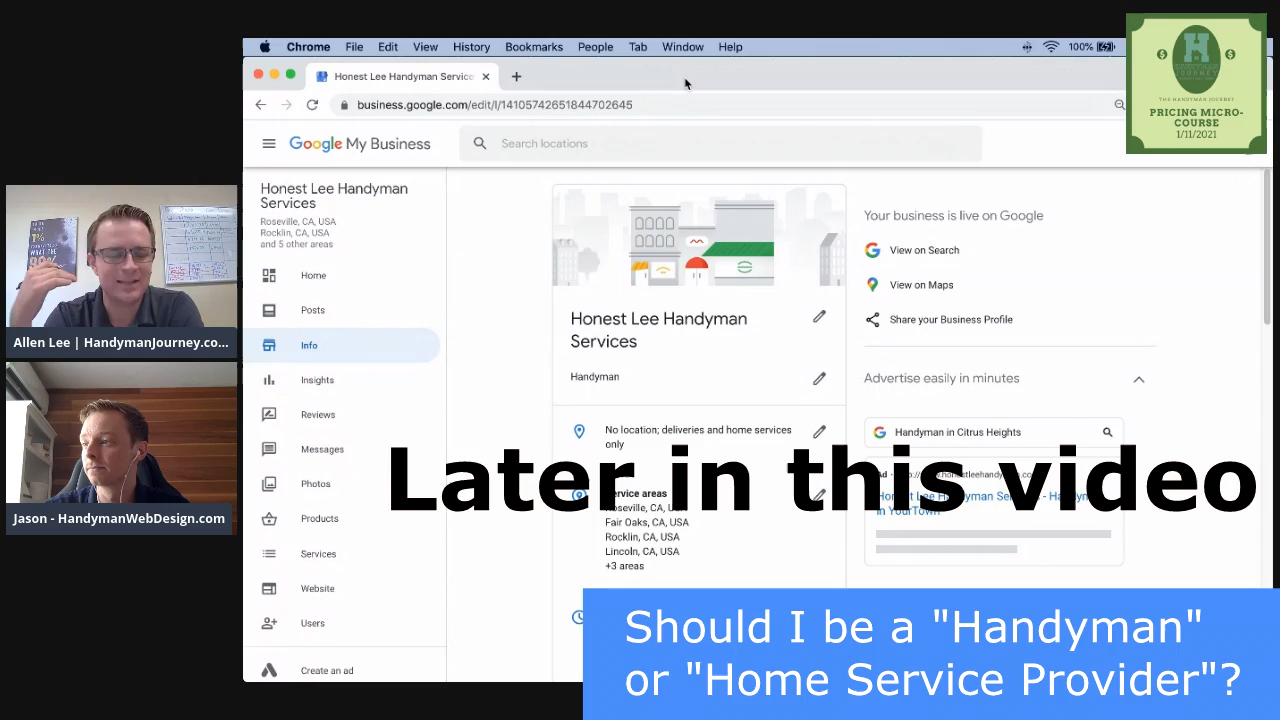 Chrome File Edit View History Bookmarks People Tab Window Help
100%
Honest Lee Handyman Service
business.google.com/edit/l/14105742651844702645
Google My Business
Search locations
H
THE HANDYMAN JOURNEY
PRICING MICRO-
COURSE
1/11/2021
Honest Lee Handyman
Services
Roseville, CA, USA
Rocklin, CA, USA
and 5 other areas
Home
Posts
Info
Insights
Reviews
Messages
Photos
Products
Services
Website
Users
Create an ad
Honest Lee Handyman
Services
Handyman
No location; deliveries and home services
only
Service areas
Roseville, CA, USA
Fair Oaks, CA, USA
Rocklin, CA, USA
Lincoln, CA, USA
+3 areas
Your business is live on Google
View on Search
View on Maps
Share your Business Profile
Advertise easily in minutes
Handyman in Citrus Heights
Later in this video
Should I be a "Handyman"
or "Home Service Provider"?
Allen Lee | HandymanJourney.co...
Jason - HandymanWebDesign.com